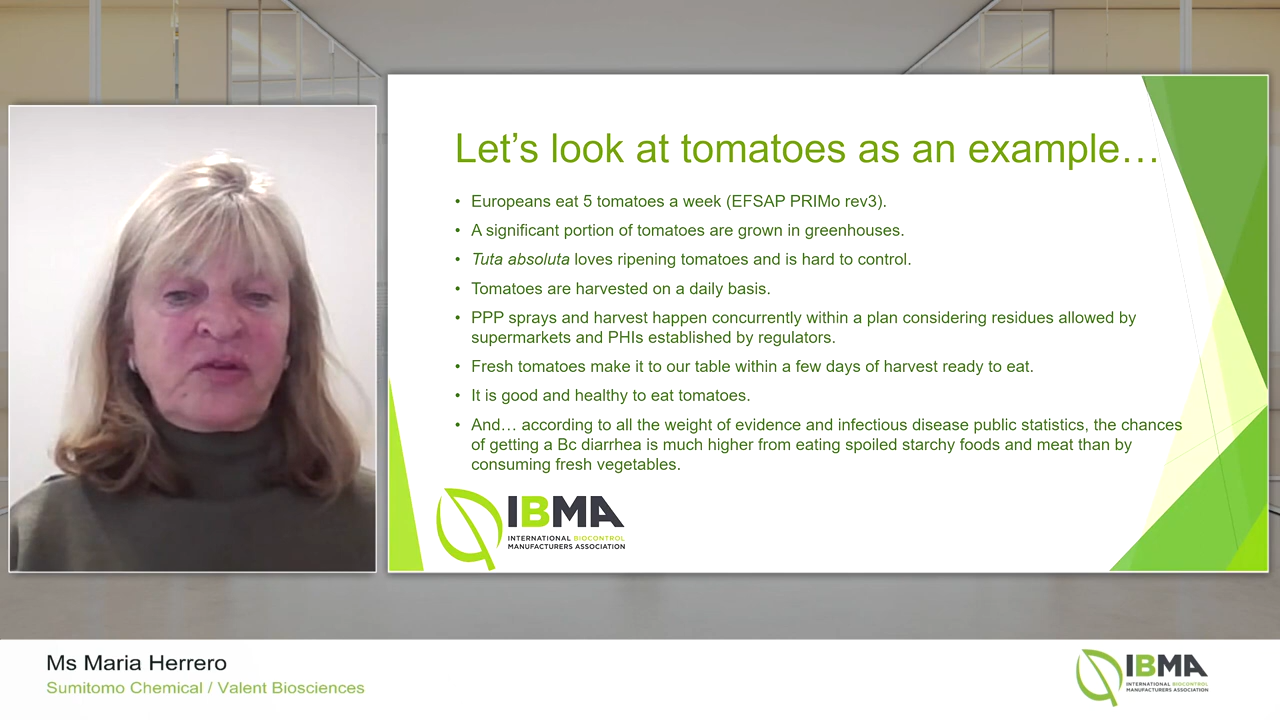 Let's look at tomatoes as an example…
• Europeans eat 5 tomatoes a week (EFSAP PRIMo rev3).
• A significant portion of tomatoes are grown in greenhouses.
• Tuta absoluta loves ripening tomatoes and is hard to control.
• Tomatoes are harvested on a daily basis.
• PPP sprays and harvest happen concurrently within a plan considering residues allowed by
supermarkets and PHIs established by regulators.
• Fresh tomatoes make it to our table within a few days of harvest ready to eat.
• It is good and healthy to eat tomatoes.
• And… according to all the weight of evidence and infectious disease public statistics, the chances
of getting a Bc diarrhea is much higher from eating spoiled starchy foods and meat than by
consuming fresh vegetables.
IBMA
INTERNATIONAL BIOCONTROL
MANUFACTURERS ASSOCIATION
Ms Maria Herrero
Sumitomo Chemical / Valent Biosciences
IBMA
INTERNATIONAL BIOCONTROL
MANUFACTURERS ASSOCIATION